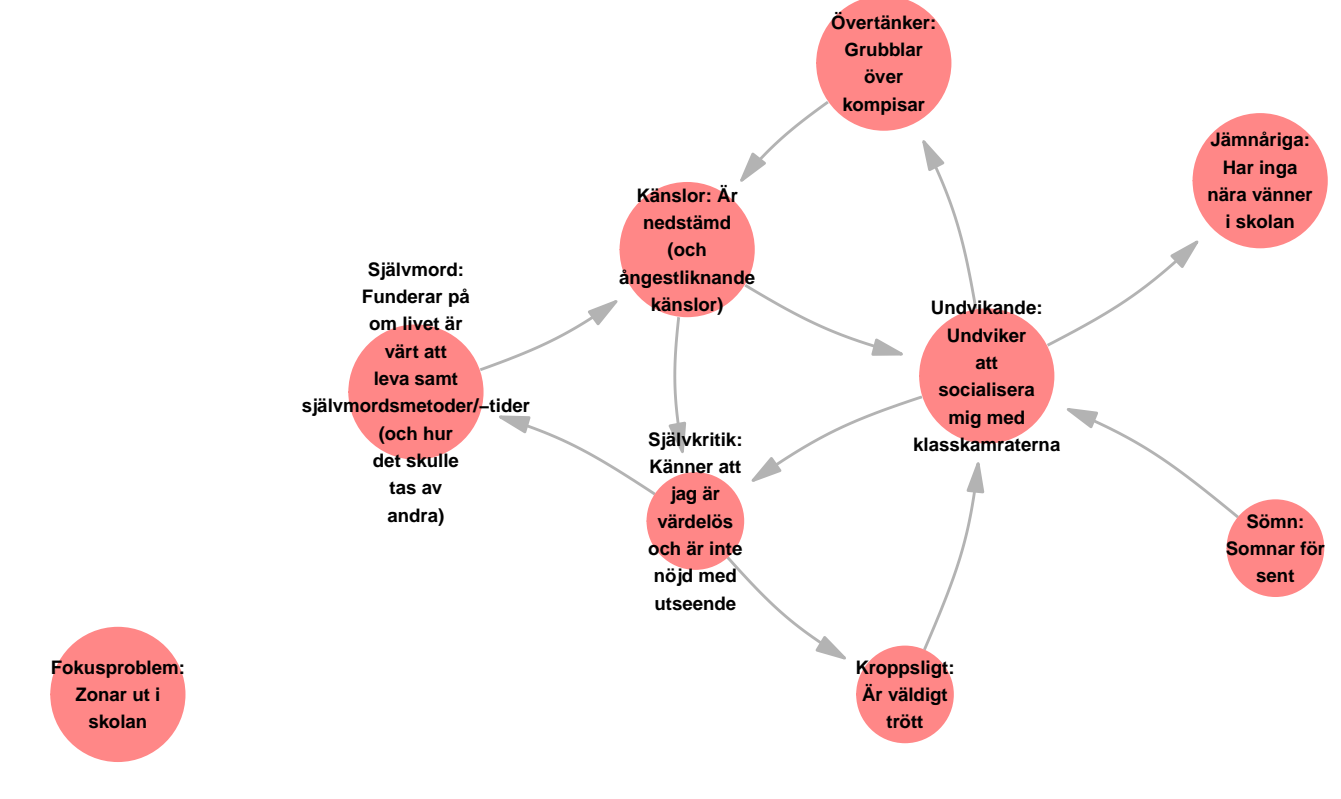 Övertänker:
Grubblar
över
kompisar
Jämnåriga:
Har inga
nära vänner
i skolan
Känslor: Är
nedstämd
(och
ångestliknande
känslor)
Självmord:
Funderar på
om livet är
värt att
leva samt
självmordsmetoder/–tider
(och hur
det skulle
tas av
andra)
Undvikande:
Undviker
att
socialisera
mig med
klasskamraterna
Självkritik:
Känner att
jag är
värdelös
och är inte
nöjd med
utseende
Sömn:
Somnar för
sent
Fokusproblem:
Zonar ut i
skolan
Kroppsligt:
Är väldigt
trött